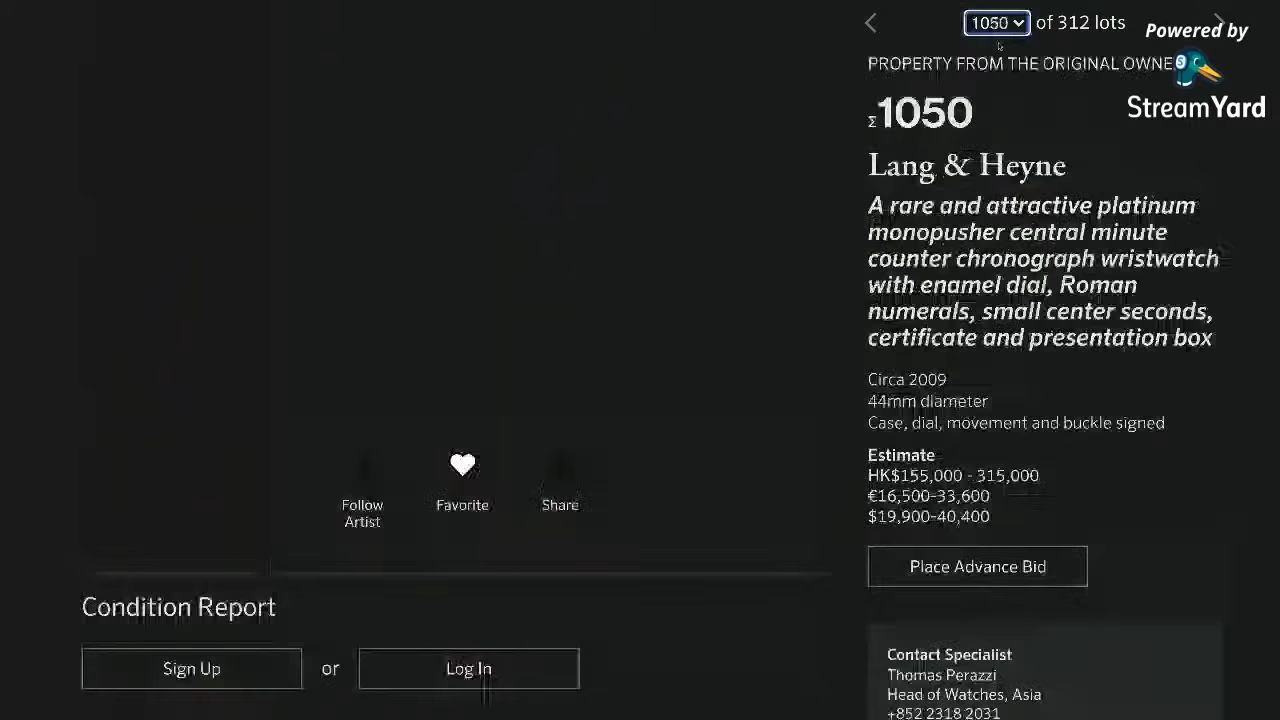 1050 of 312 lots
Powered by
StreamYard
PROPERTY FROM THE ORIGINAL OWNE
Σ1050
Lang & Heyne
A rare and attractive platinum
monopusher central minute
counter chronograph wristwatch
with enamel dial, Roman
numerals, small center seconds,
certificate and presentation box
Circa 2009
44mm diameter
Case, dial, movement and buckle signed
Estimate
HK$155,000 - 315,000
€16,500-33,600
$19,900-40,400
Place Advance Bid
Contact Specialist
Thomas Perazzi
Head of Watches, Asia
+852 2318 2031
Follow
Artist
Favorite
Share
Condition Report
Sign Up or Log In